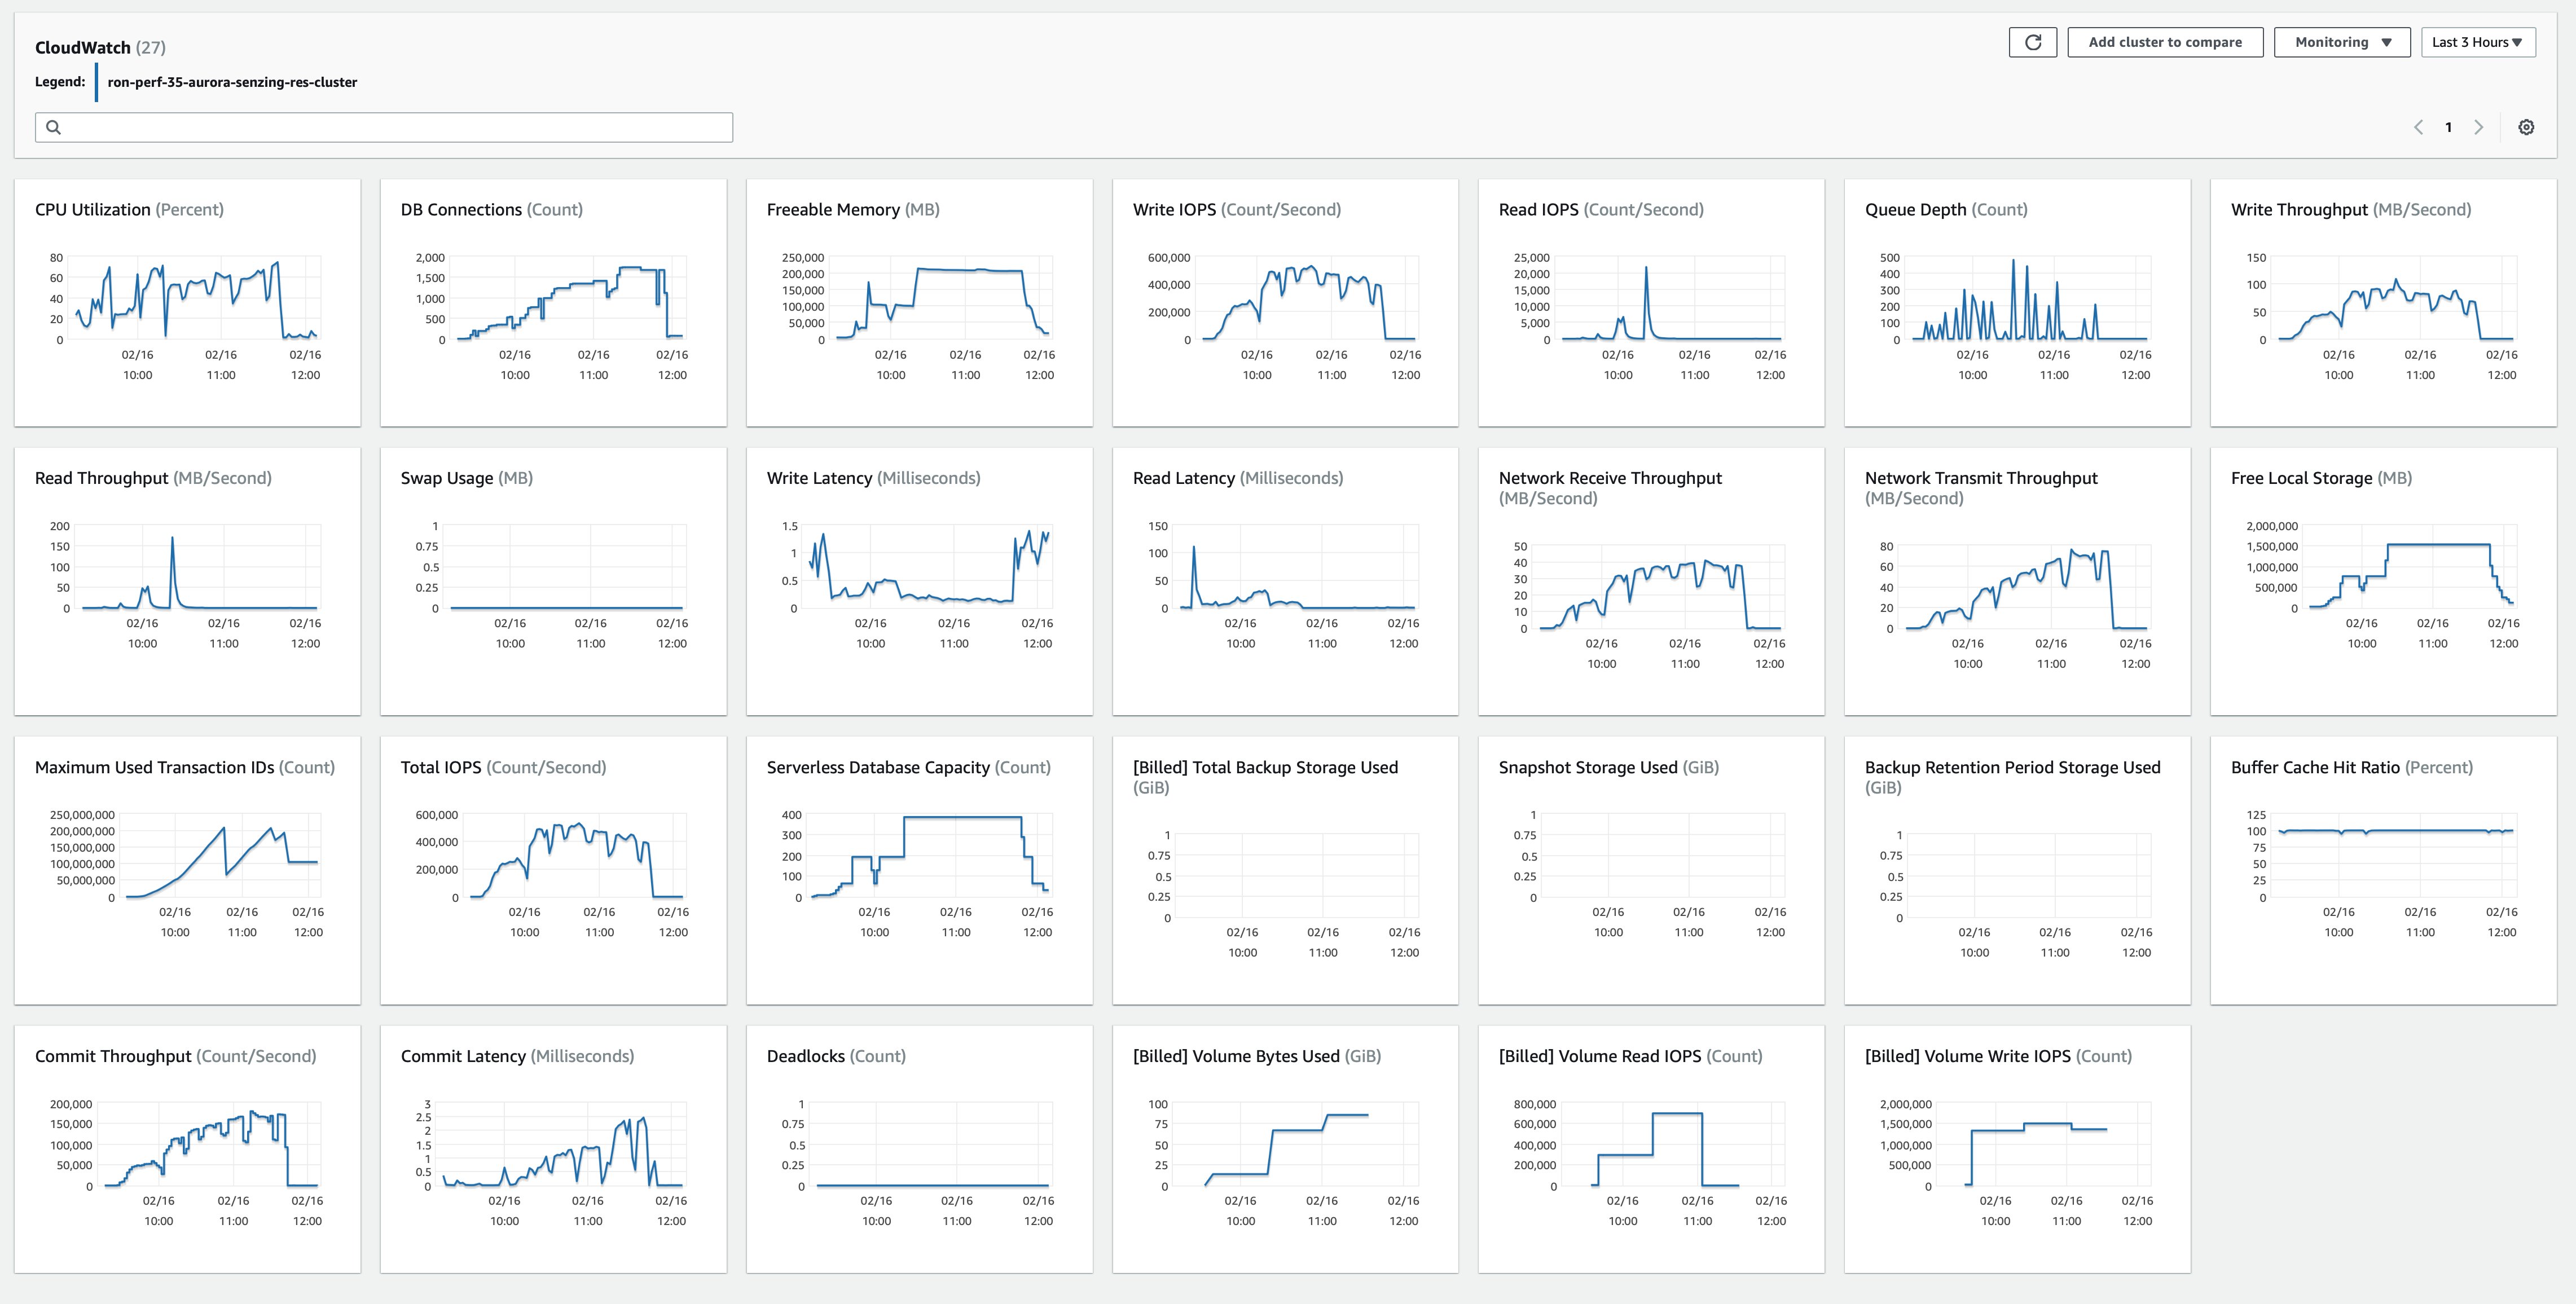 CloudWatch (27)
Add cluster to compare
Monitoring
Last 3 Hours
Legend:
ron-perf-35-aurora-senzing-res-cluster
1
CPU Utilization (Percent)
80
60
40
20
0
02/16 02/16 02/16
10:00 11:00 12:00
DB Connections (Count)
2,000
1,500
1,000
500
0
02/16 02/16 02/16
10:00 11:00 12:00
Freeable Memory (MB)
250,000
200,000
150,000
100,000
50,000
0
02/16 02/16 02/16
10:00 11:00 12:00
Write IOPS (Count/Second)
600,000
400,000
200,000
0
02/16 02/16 02/16
10:00 11:00 12:00
Read IOPS (Count/Second)
25,000
20,000
15,000
10,000
5,000
0
02/16 02/16 02/16
10:00 11:00 12:00
Queue Depth (Count)
500
400
300
200
100
0
02/16 02/16 02/16
10:00 11:00 12:00
Write Throughput (MB/Second)
150
100
50
0
02/16 02/16 02/16
10:00 11:00 12:00
Read Throughput (MB/Second)
200
150
100
50
0
02/16 02/16 02/16
10:00 11:00 12:00
Swap Usage (MB)
1
0.75
0.5
0.25
0
02/16 02/16 02/16
10:00 11:00 12:00
Write Latency (Milliseconds)
1.5
1
0.5
0
02/16 02/16 02/16
10:00 11:00 12:00
Read Latency (Milliseconds)
150
100
50
0
02/16 02/16 02/16
10:00 11:00 12:00
Network Receive Throughput
(MB/Second)
50
40
30
20
10
0
02/16 02/16 02/16
10:00 11:00 12:00
Network Transmit Throughput
(MB/Second)
80
60
40
20
0
02/16 02/16 02/16
10:00 11:00 12:00
Free Local Storage (MB)
2,000,000
1,500,000
1,000,000
500,000
0
02/16 02/16 02/16
10:00 11:00 12:00
Maximum Used Transaction IDs (Count)
250,000,000
200,000,000
150,000,000
100,000,000
50,000,000
0
02/16 02/16 02/16
10:00 11:00 12:00
Total IOPS (Count/Second)
600,000
400,000
200,000
0
02/16 02/16 02/16
10:00 11:00 12:00
Serverless Database Capacity (Count)
400
300
200
100
0
02/16 02/16 02/16
10:00 11:00 12:00
[Billed] Total Backup Storage Used
(GiB)
1
0.75
0.5
0.25
0
02/16 02/16 02/16
10:00 11:00 12:00
Snapshot Storage Used (GiB)
1
0.75
0.5
0.25
0
02/16 02/16 02/16
10:00 11:00 12:00
Backup Retention Period Storage Used
(GiB)
1
0.75
0.5
0.25
0
02/16 02/16 02/16
10:00 11:00 12:00
Buffer Cache Hit Ratio (Percent)
125
100
75
50
25
0
02/16 02/16 02/16
10:00 11:00 12:00
Commit Throughput (Count/Second)
200,000
150,000
100,000
50,000
0
02/16 02/16 02/16
10:00 11:00 12:00
Commit Latency (Milliseconds)
3
2.5
2
1.5
1
0.5
0
02/16 02/16 02/16
10:00 11:00 12:00
Deadlocks (Count)
1
0.75
0.5
0.25
0
02/16 02/16 02/16
10:00 11:00 12:00
[Billed] Volume Bytes Used (GiB)
100
75
50
25
0
02/16 02/16 02/16
10:00 11:00 12:00
[Billed] Volume Read IOPS (Count)
800,000
600,000
400,000
200,000
0
02/16 02/16 02/16
10:00 11:00 12:00
[Billed] Volume Write IOPS (Count)
2,000,000
1,500,000
1,000,000
500,000
0
02/16 02/16 02/16
10:00 11:00 12:00